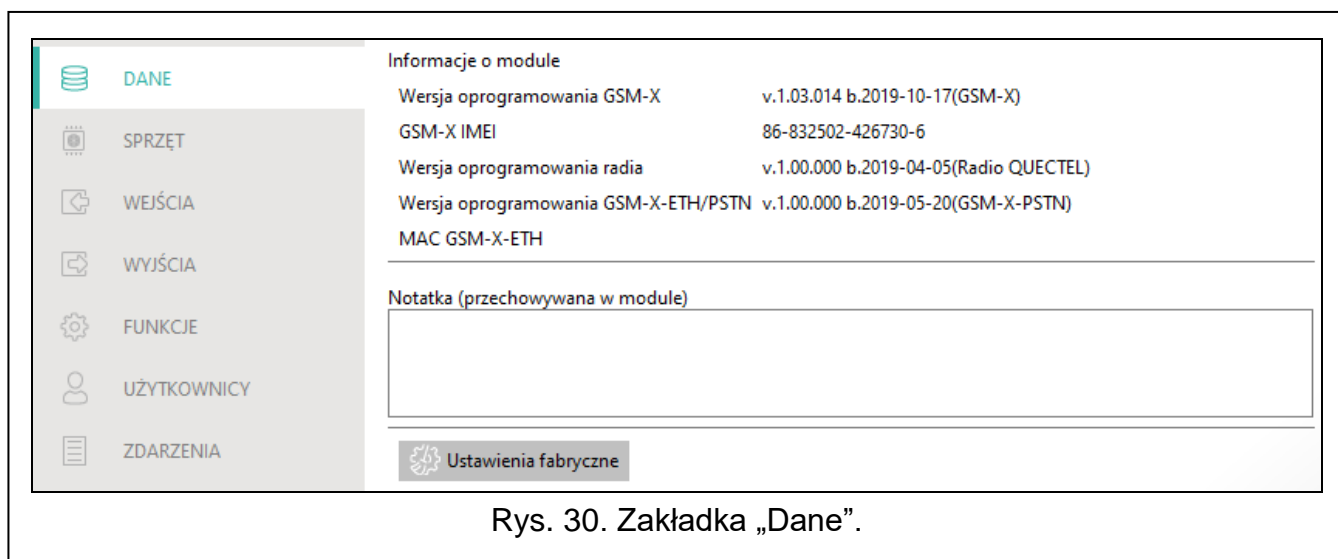 DANE
SPRZĘT
WEJŚCIA
WYJŚCIA
FUNKCJE
UŻYTKOWNICY
ZDARZENIA
Informacje o module
Wersja oprogramowania GSM-X v.1.03.014 b.2019-10-17(GSM-X)
GSM-X IMEI 86-832502-426730-6
Wersja oprogramowania radia v.1.00.000 b.2019-04-05(Radio QUECTEL)
Wersja oprogramowania GSM-X-ETH/PSTN v.1.00.000 b.2019-05-20(GSM-X-PSTN)
MAC GSM-X-ETH
Notatka (przechowywana w module)
Ustawienia fabryczne
Rys. 30. Zakładka „Dane”.